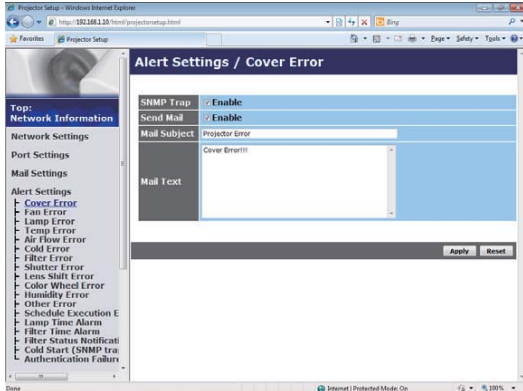 Projector Setup - Windows Internet Explorer
http://192.168.1.10/html/projectorsetup.html
Bing
Favorites Projector Setup
Page Safety Tools
Top:
Network Information
Network Settings
Port Settings
Mail Settings
Alert Settings
Cover Error
Fan Error
Lamp Error
Temp Error
Air Flow Error
Cold Error
Filter Error
Shutter Error
Lens Shift Error
Color Wheel Error
Humidity Error
Other Error
Schedule Execution E
Lamp Time Alarm
Filter Time Alarm
Filter Status Notificati
Cold Start (SNMP tra
Authentication Failure
Alert Settings / Cover Error
SNMP Trap Enable
Send Mail Enable
Mail Subject Projector Error
Mail Text Cover Error!!!
Apply Reset
Done Internet | Protected Mode: On 100%